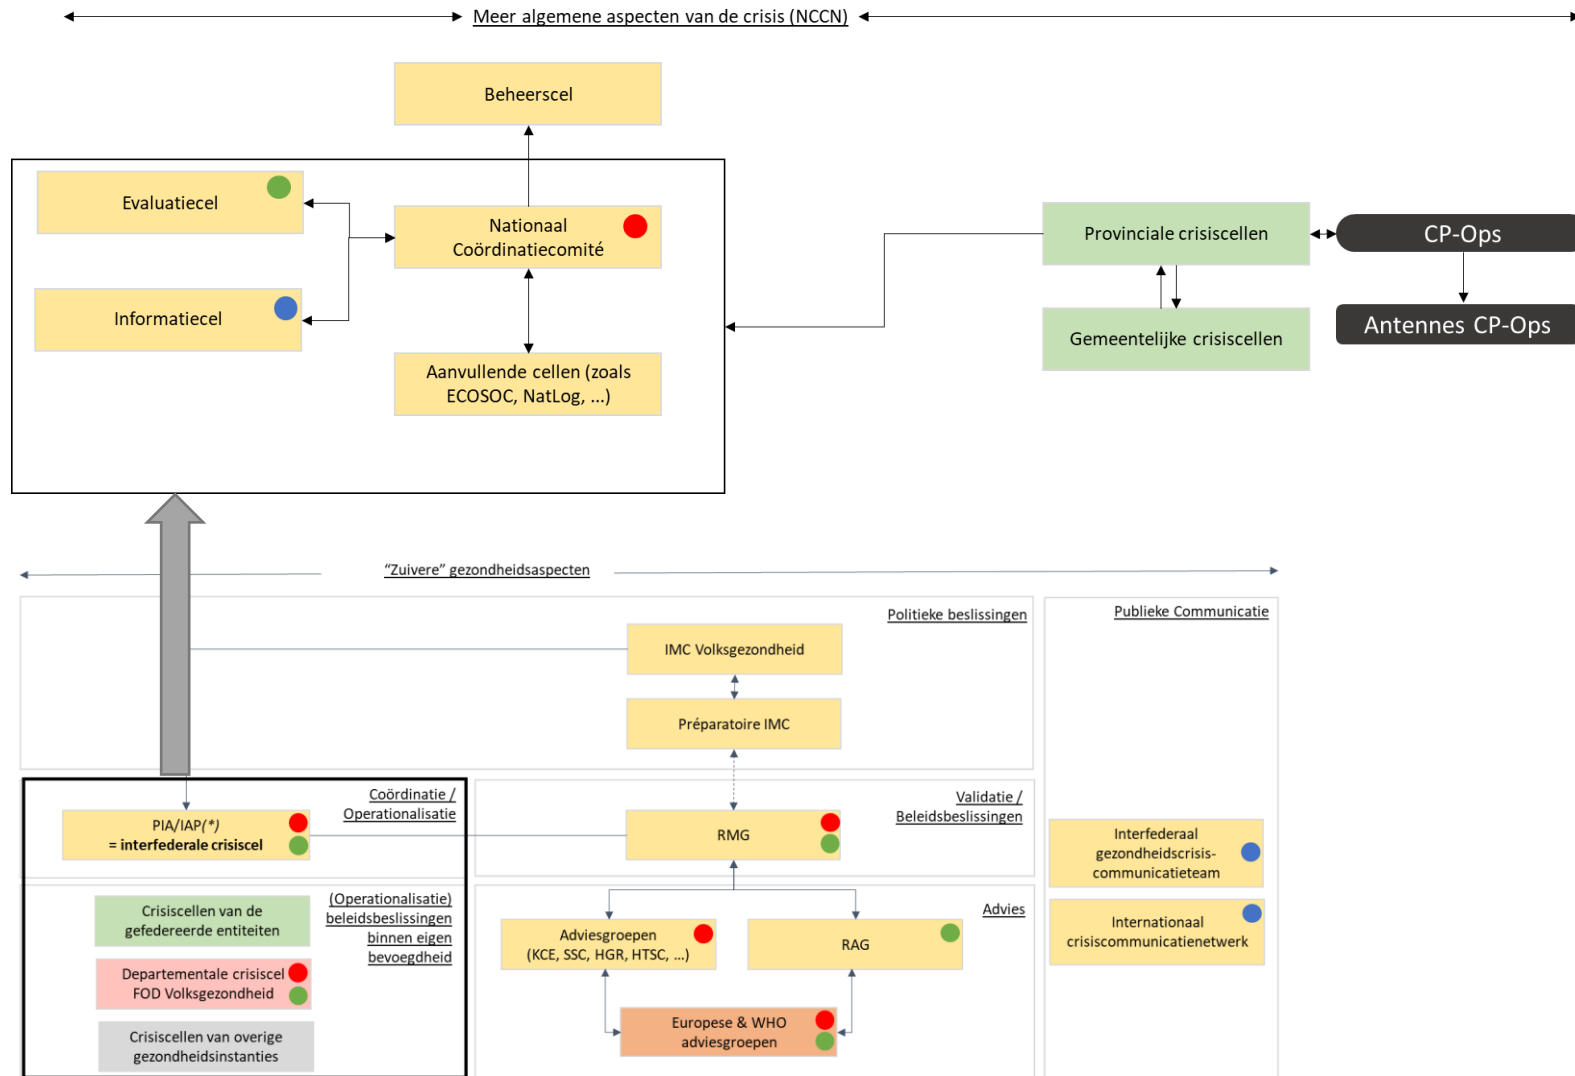 Meer algemene aspecten van de crisis (NCCN)
Beheerscel
Evaluatiecel
Nationaal
Coördinatiecomité
Informatiecel
Aanvullende cellen (zoals
ECOSOC, NatLog, ...)
Provinciale crisiscellen
CP-Ops
Gemeentelijke crisiscellen
Antennes CP-Ops
“Zuivere” gezondheidsaspecten
Politieke beslissingen
IMC Volksgezondheid
Préparatoire IMC
Publieke Communicatie
Coördinatie /
Operationalisatie
PIA/IAP(*)
= interfederale crisiscel
Validatie /
Beleidsbeslissingen
RMG
Interfederaal
gezondheidscrisis-
communicatieteam
Internationaal
crisiscommunicatienetwerk
(Operationalisatie)
beleidsbeslissingen
binnen eigen
bevoegdheid
Crisiscellen van de
gefedereerde entiteiten
Departementale crisiscel
FOD Volksgezondheid
Crisiscellen van overige
gezondheidsinstanties
Advies
Adviesgroepen
(KCE, SSC, HGR, HTSC, ...)
RAG
Europese & WHO
adviesgroepen